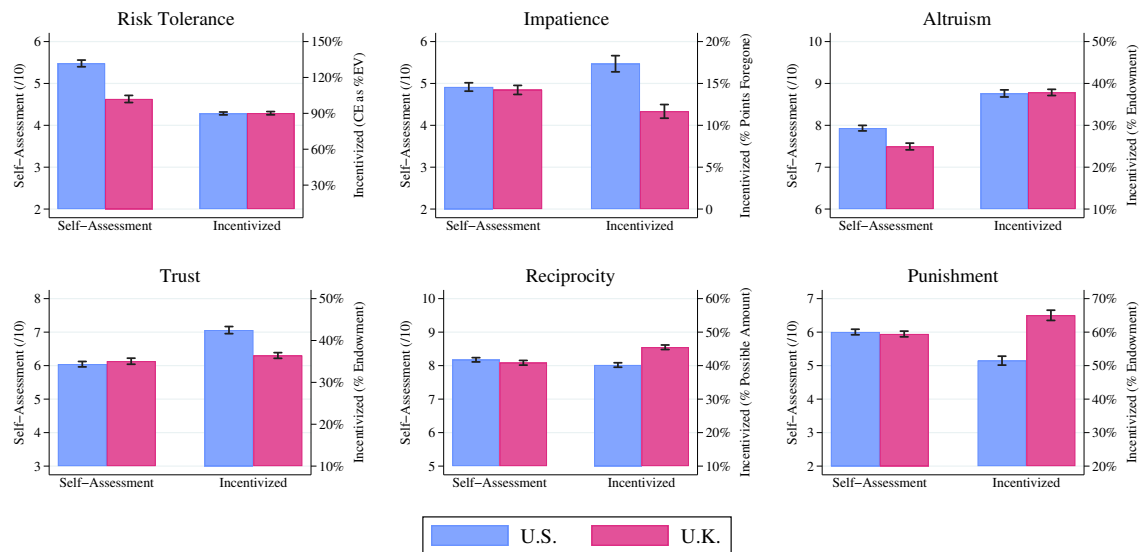 Risk Tolerance
Self−Assessment (/10)
6
5
4
3
2
150%
120%
90%
60%
30%
Incentivized (CE as %EV)
Self−Assessment
Incentivized
Impatience
Self−Assessment (/10)
6
5
4
3
2
20%
15%
10%
5%
0
Incentivized (% Points Foregone)
Self−Assessment
Incentivized
Altruism
Self−Assessment (/10)
10
9
8
7
6
50%
40%
30%
20%
10%
Incentivized (% Endowment)
Self−Assessment
Incentivized
Trust
Self−Assessment (/10)
8
7
6
5
4
3
50%
40%
30%
20%
10%
Incentivized (% Endowment)
Self−Assessment
Incentivized
Reciprocity
Self−Assessment (/10)
10
9
8
7
6
5
60%
50%
40%
30%
20%
10%
Incentivized (% Possible Amount)
Self−Assessment
Incentivized
Punishment
Self−Assessment (/10)
7
6
5
4
3
2
70%
60%
50%
40%
30%
20%
Incentivized (% Endowment)
Self−Assessment
Incentivized
U.S.
U.K.